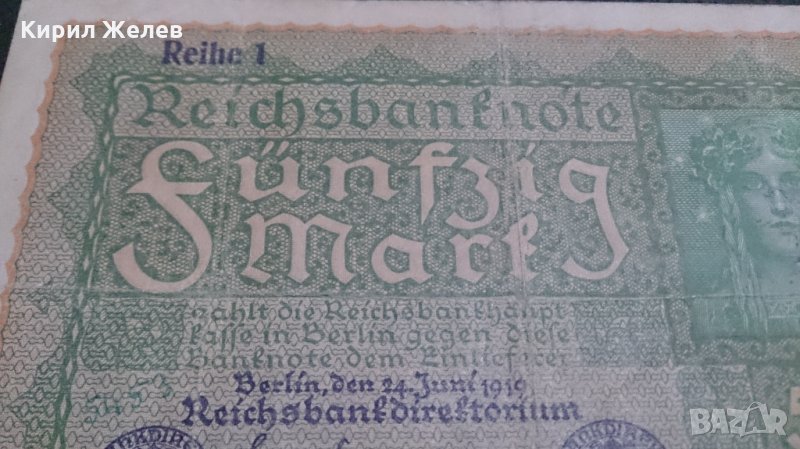 Кирил Желев
Reihe 1
Reichsbanknote
Fünfzig
Mark
zahlt die Reichsbankhaupt
kasse in Berlin gegen diese
Banknote dem Einlieferer
Berlin, den 24. Juni 1919
Reichsbankdirektorium
BAZAR